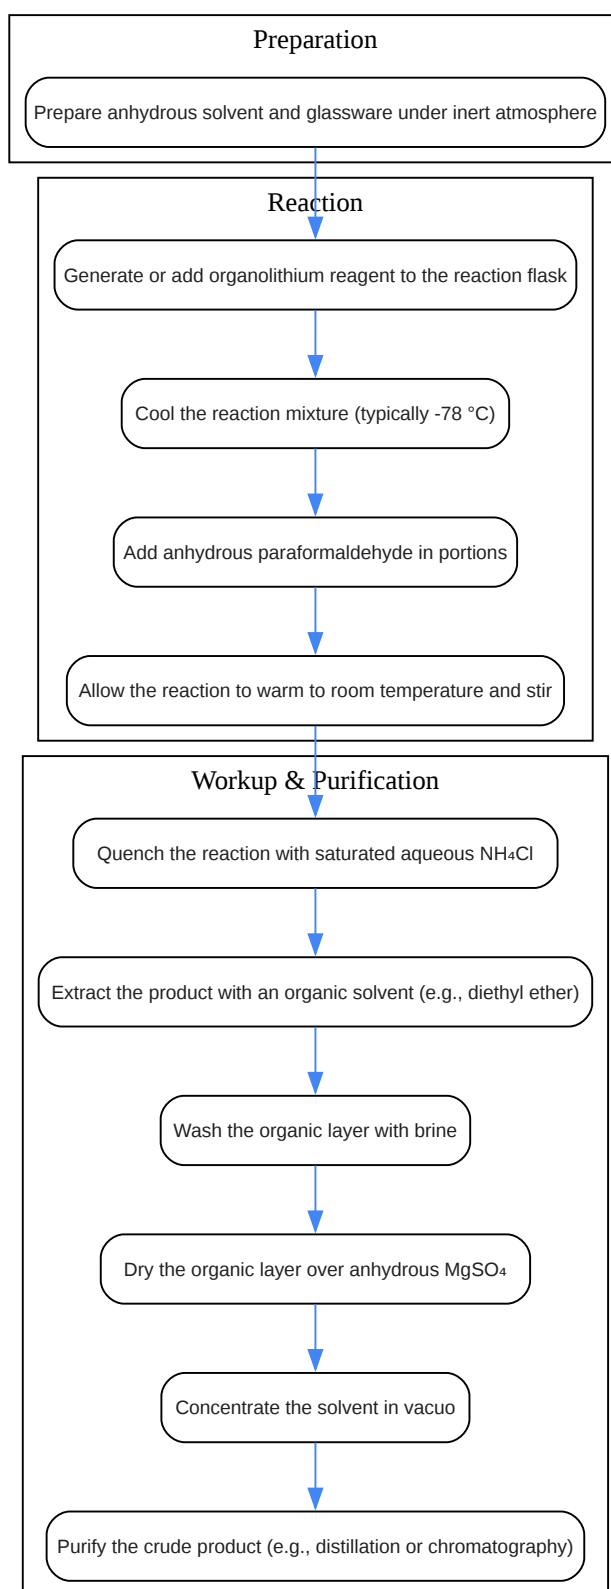 Preparation
Prepare anhydrous solvent and glassware under inert atmosphere
Reaction
Generate or add organolithium reagent to the reaction flask
Cool the reaction mixture (typically -78 °C)
Add anhydrous paraformaldehyde in portions
Allow the reaction to warm to room temperature and stir
Workup & Purification
Quench the reaction with saturated aqueous NH₄Cl
Extract the product with an organic solvent (e.g., diethyl ether)
Wash the organic layer with brine
Dry the organic layer over anhydrous MgSO₄
Concentrate the solvent in vacuo
Purify the crude product (e.g., distillation or chromatography)